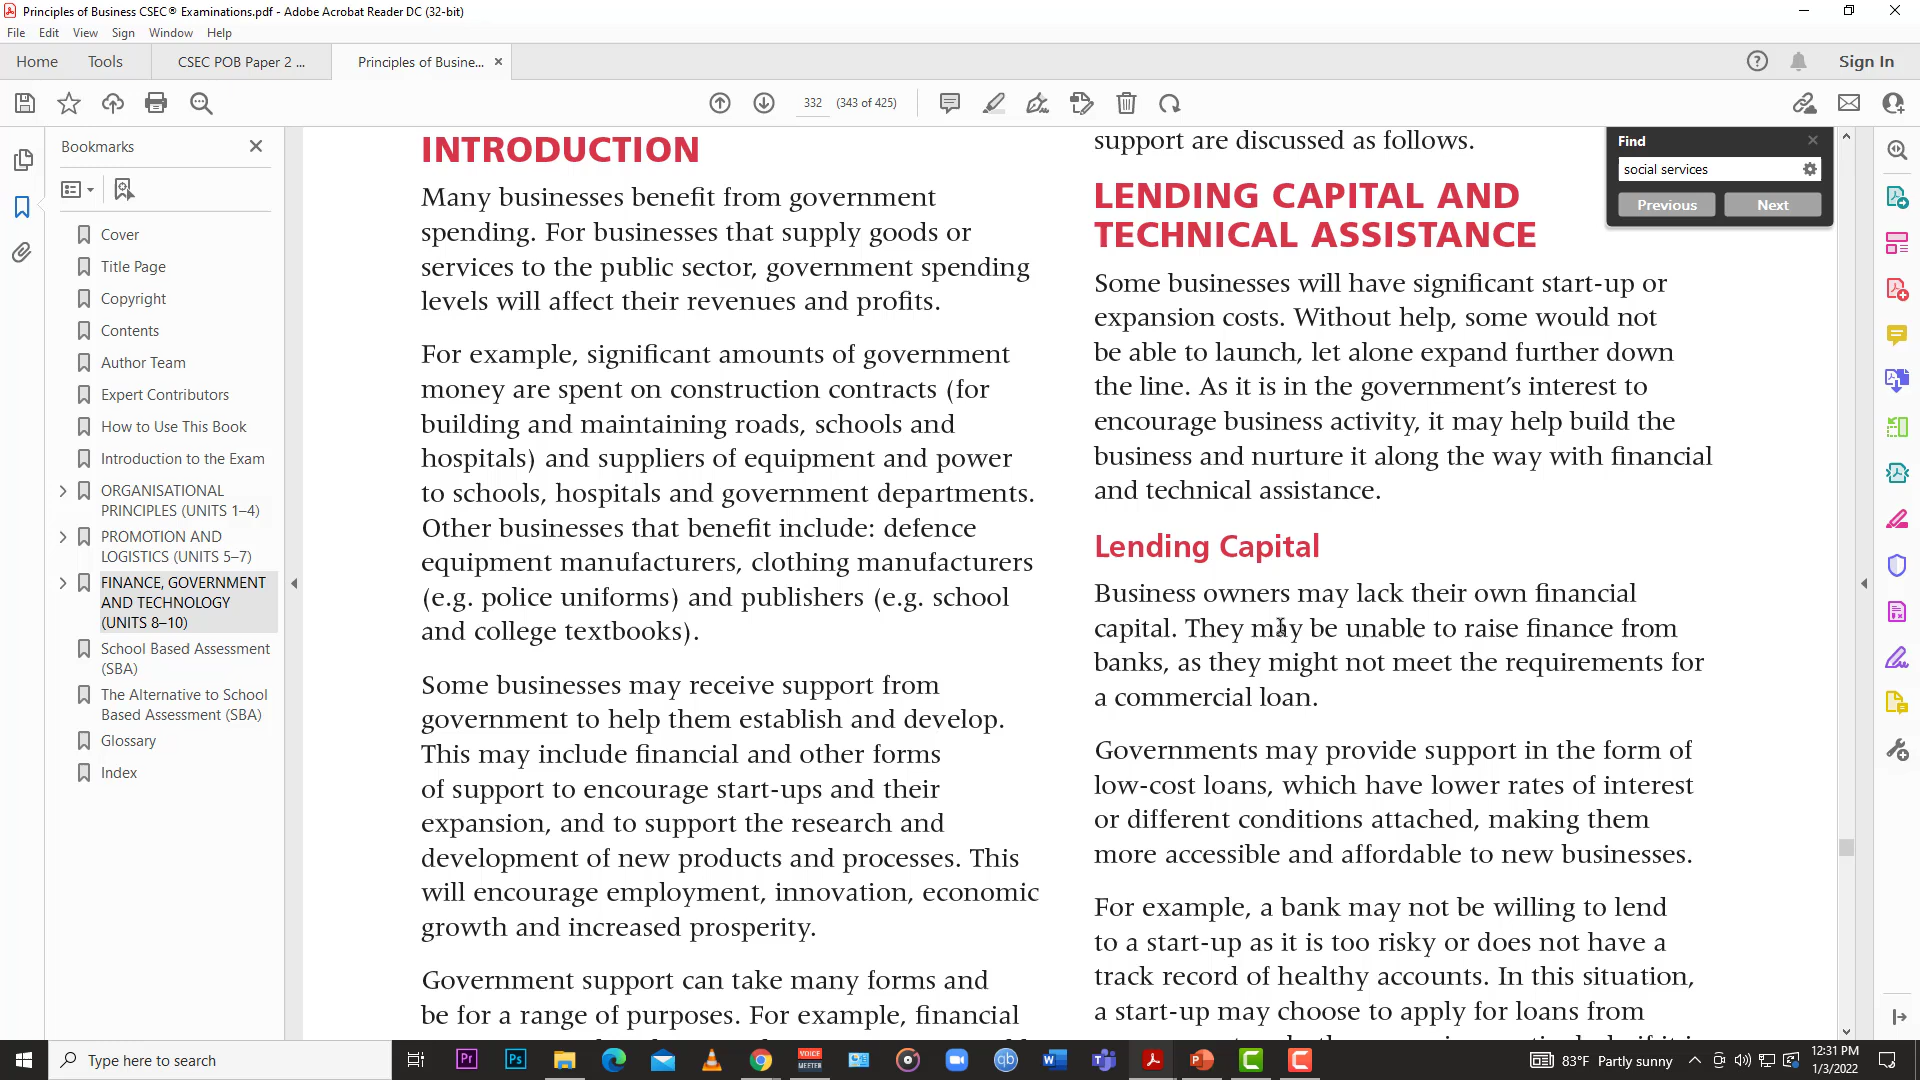 Principles of Business CSEC® Examinations.pdf - Adobe Acrobat Reader DC (32-bit)
File Edit View Sign Window Help
Home Tools CSEC POB Paper 2 ... Principles of Busine... × Sign In
332 (343 of 425)
Bookmarks
Cover
Title Page
Copyright
Contents
Author Team
Expert Contributors
How to Use This Book
Introduction to the Exam
ORGANISATIONAL
PRINCIPLES (UNITS 1–4)
PROMOTION AND
LOGISTICS (UNITS 5–7)
FINANCE, GOVERNMENT
AND TECHNOLOGY
(UNITS 8–10)
School Based Assessment
(SBA)
The Alternative to School
Based Assessment (SBA)
Glossary
Index
INTRODUCTION
Many businesses benefit from government
spending. For businesses that supply goods or
services to the public sector, government spending
levels will affect their revenues and profits.
For example, significant amounts of government
money are spent on construction contracts (for
building and maintaining roads, schools and
hospitals) and suppliers of equipment and power
to schools, hospitals and government departments.
Other businesses that benefit include: defence
equipment manufacturers, clothing manufacturers
(e.g. police uniforms) and publishers (e.g. school
and college textbooks).
Some businesses may receive support from
government to help them establish and develop.
This may include financial and other forms
of support to encourage start-ups and their
expansion, and to support the research and
development of new products and processes. This
will encourage employment, innovation, economic
growth and increased prosperity.
Government support can take many forms and
be for a range of purposes. For example, financial
support are discussed as follows.
LENDING CAPITAL AND
TECHNICAL ASSISTANCE
Some businesses will have significant start-up or
expansion costs. Without help, some would not
be able to launch, let alone expand further down
the line. As it is in the government's interest to
encourage business activity, it may help build the
business and nurture it along the way with financial
and technical assistance.
Lending Capital
Business owners may lack their own financial
capital. They may be unable to raise finance from
banks, as they might not meet the requirements for
a commercial loan.
Governments may provide support in the form of
low-cost loans, which have lower rates of interest
or different conditions attached, making them
more accessible and affordable to new businesses.
For example, a bank may not be willing to lend
to a start-up as it is too risky or does not have a
track record of healthy accounts. In this situation,
a start-up may choose to apply for loans from
Find
social services
Previous Next
Type here to search
Pr
Ps
VOICE
MEETER
qb
83°F Partly sunny
12:31 PM
1/3/2022